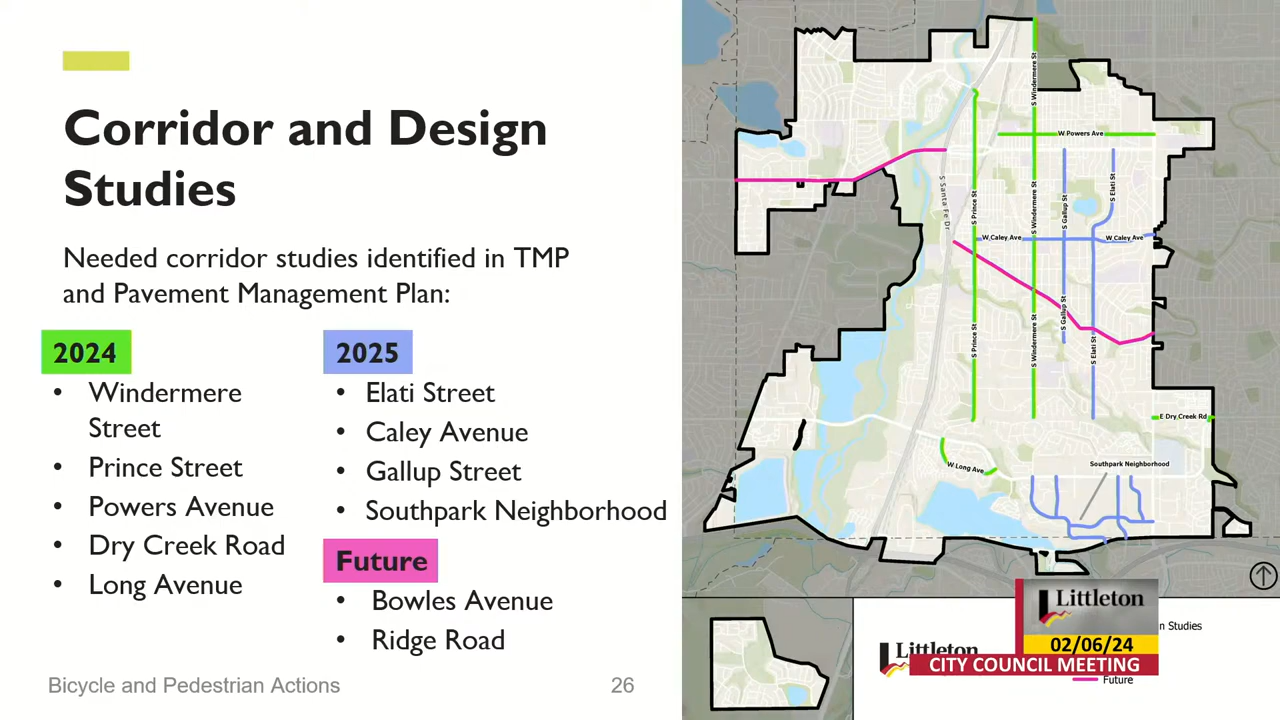 Corridor and Design
Studies
Needed corridor studies identified in TMP
and Pavement Management Plan:
2024
• Windermere
Street
• Prince Street
• Powers Avenue
• Dry Creek Road
• Long Avenue
2025
• Elati Street
• Caley Avenue
• Gallup Street
• Southpark Neighborhood
Future
• Bowles Avenue
• Ridge Road
Bicycle and Pedestrian Actions
26
S Windermere St
W Powers Ave
S Santa Fe Dr
S Prince St
S Windermere St
S Gallup St
S Elati St
W Caley Ave
W Caley Ave
S Prince St
S Windermere St
S Gallup St
S Elati St
E Dry Creek Rd
W Long Ave
Southpark Neighborhood
Littleton
n Studies
Littleton
02/06/24
CITY COUNCIL MEETING
Future